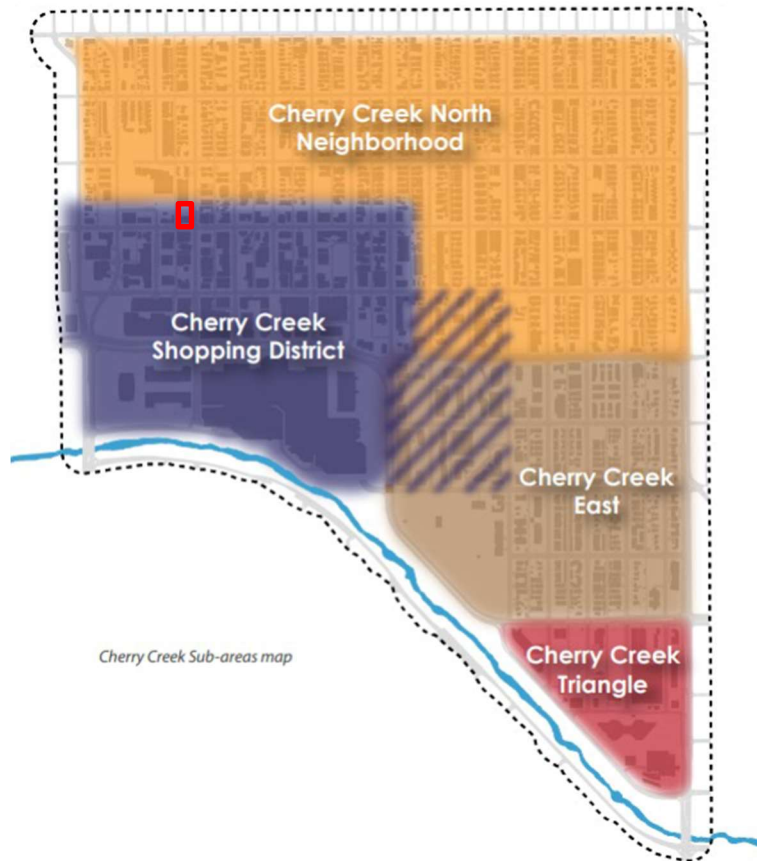 Cherry Creek North
Neighborhood
Cherry Creek
Shopping District
Cherry Creek
East
Cherry Creek
Triangle
Cherry Creek Sub-areas map